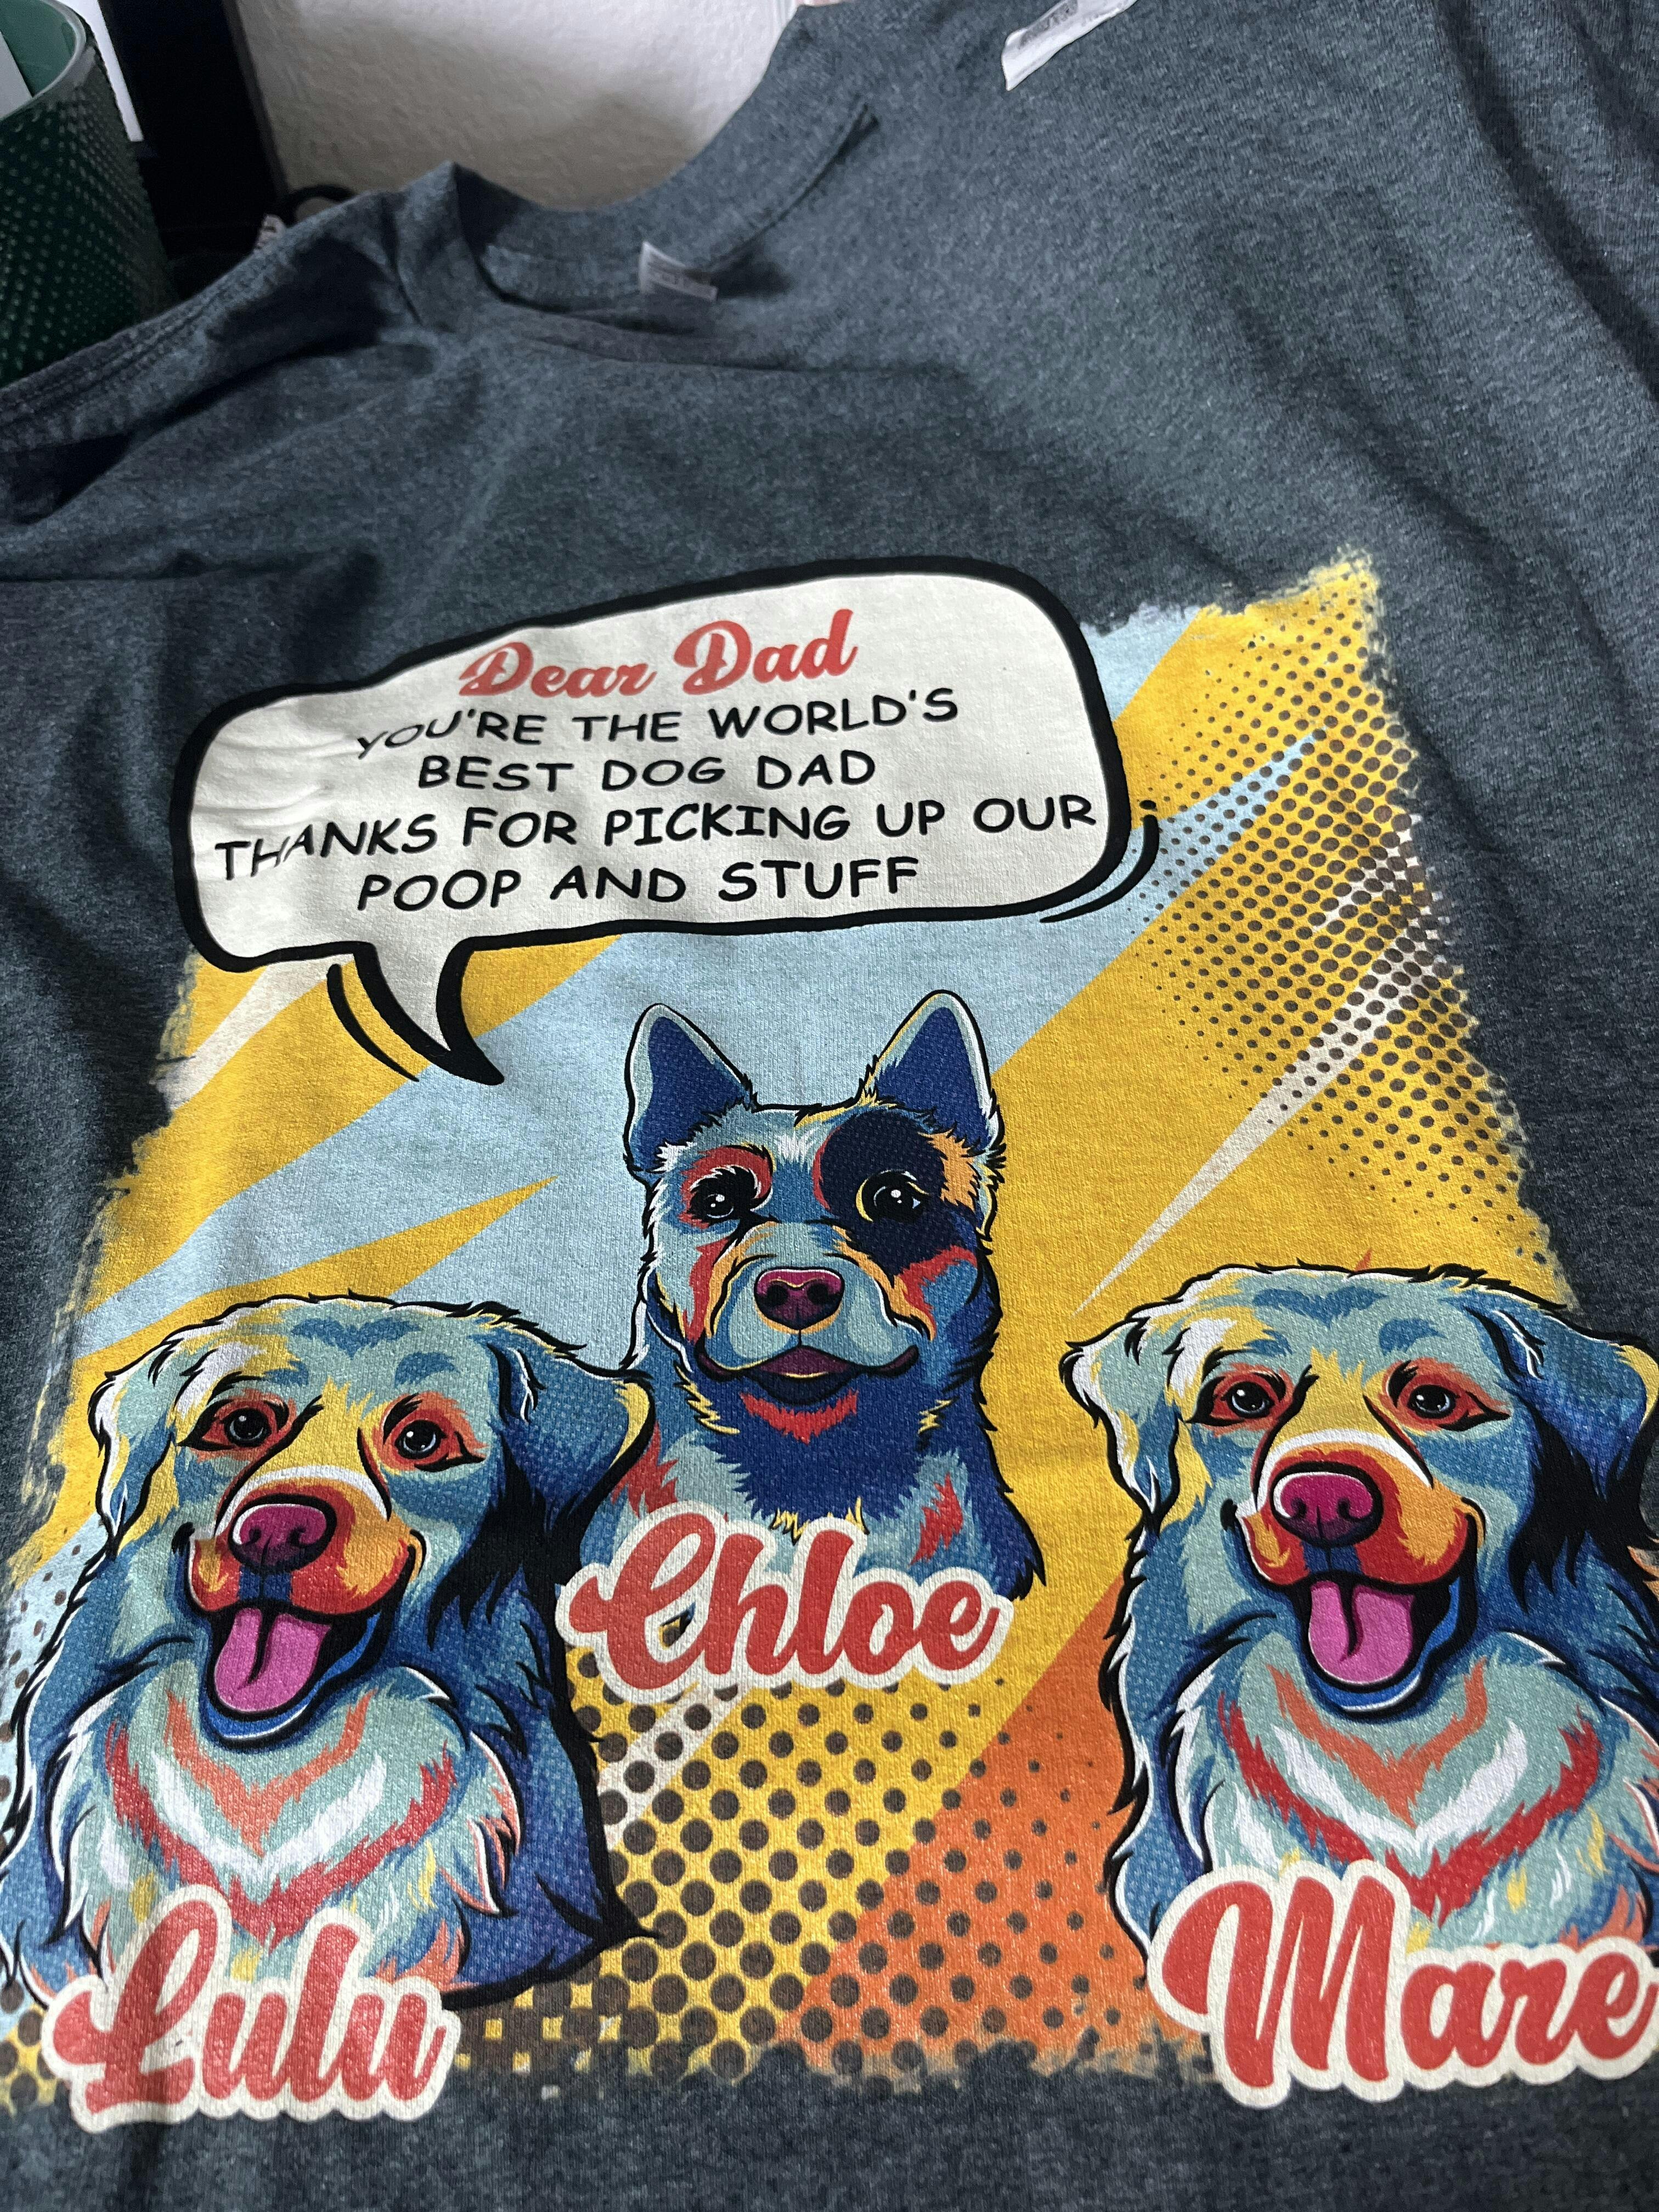 Dear Dad
YOU'RE THE WORLD'S
BEST DOG DAD
THANKS FOR PICKING UP OUR
POOP AND STUFF
Chloe
Lulu
Mare